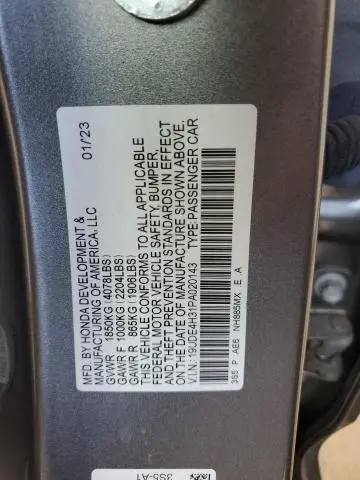 MFD. BY HONDA DEVELOPMENT &
MANUFACTURING OF AMERICA, LLC 01/23
GVWR 1850KG (4078LBS)
GAWR F 1000KG (2204LBS)
GAWR R 865KG (1906LBS)
THIS VEHICLE CONFORMS TO ALL APPLICABLE
FEDERAL MOTOR VEHICLE SAFETY BUMPER,
AND THEFT PREVENTION STANDARDS IN EFFECT
ON THE DATE OF MANUFACTURE SHOWN ABOVE.
V.I.N.: 19UDE4H31PA020143 TYPE:PASSENGER CAR
3S5 P AE6 NH885MX E .A
3S5-A1